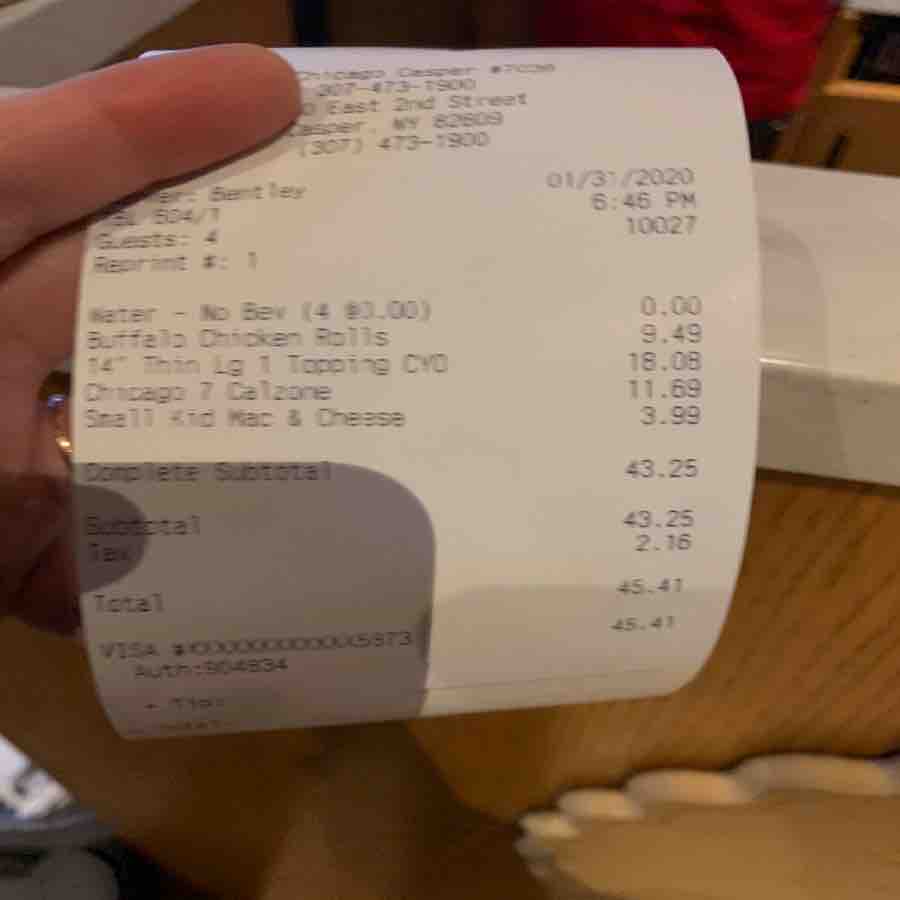 Chicago Casper #7036
307-473-1900
East 2nd Street
Casper, WY 82609
(307) 473-1900
01/31/2020
Bentley 6:46 PM
504/1 10027
Guests: 4
Reprint #: 1
Water - No Bev (4 @0.00) 0.00
Buffalo Chicken Rolls 9.49
14" Thin Lg 1 Topping CYO 18.08
Chicago 7 Calzone 11.69
Small Kid Mac & Cheese 3.99
Complete Subtotal 43.25
Subtotal 43.25
Tax 2.16
Total 45.41
VISA 45.41
Auth:
Tip: